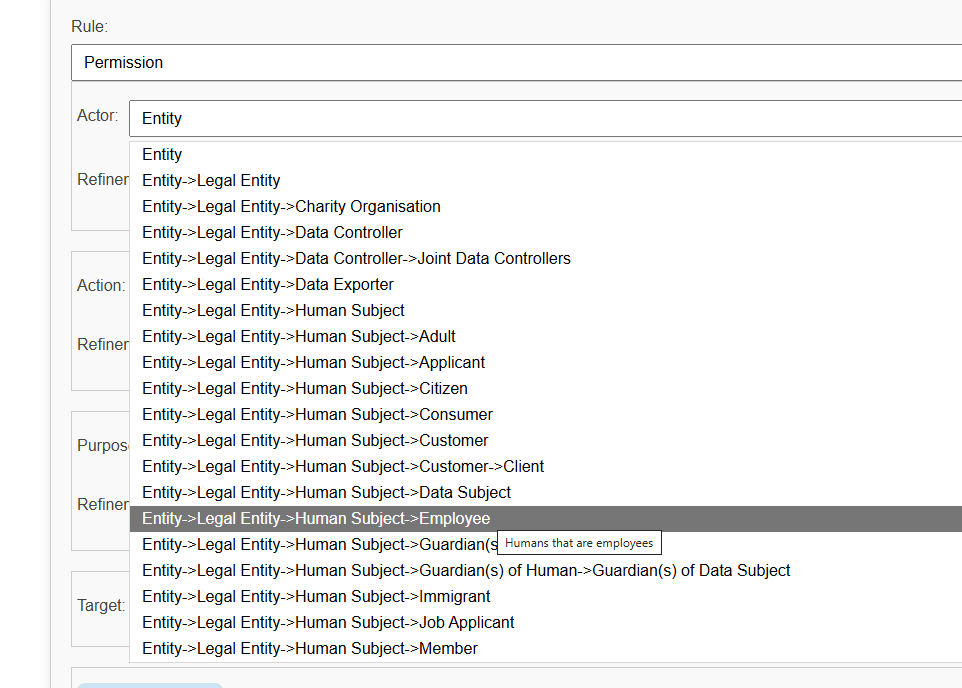 Rule:
Permission
Actor:
Entity
Entity
Refiner
Entity->Legal Entity
Entity->Legal Entity->Charity Organisation
Entity->Legal Entity->Data Controller
Entity->Legal Entity->Data Controller->Joint Data Controllers
Action:
Entity->Legal Entity->Data Exporter
Entity->Legal Entity->Human Subject
Refiner
Entity->Legal Entity->Human Subject->Adult
Entity->Legal Entity->Human Subject->Applicant
Entity->Legal Entity->Human Subject->Citizen
Entity->Legal Entity->Human Subject->Consumer
Purpos
Entity->Legal Entity->Human Subject->Customer
Entity->Legal Entity->Human Subject->Customer->Client
Entity->Legal Entity->Human Subject->Data Subject
Refiner
Entity->Legal Entity->Human Subject->Employee
Entity->Legal Entity->Human Subject->Guardian(s
Humans that are employees
Entity->Legal Entity->Human Subject->Guardian(s) of Human->Guardian(s) of Data Subject
Entity->Legal Entity->Human Subject->Immigrant
Target:
Entity->Legal Entity->Human Subject->Job Applicant
Entity->Legal Entity->Human Subject->Member